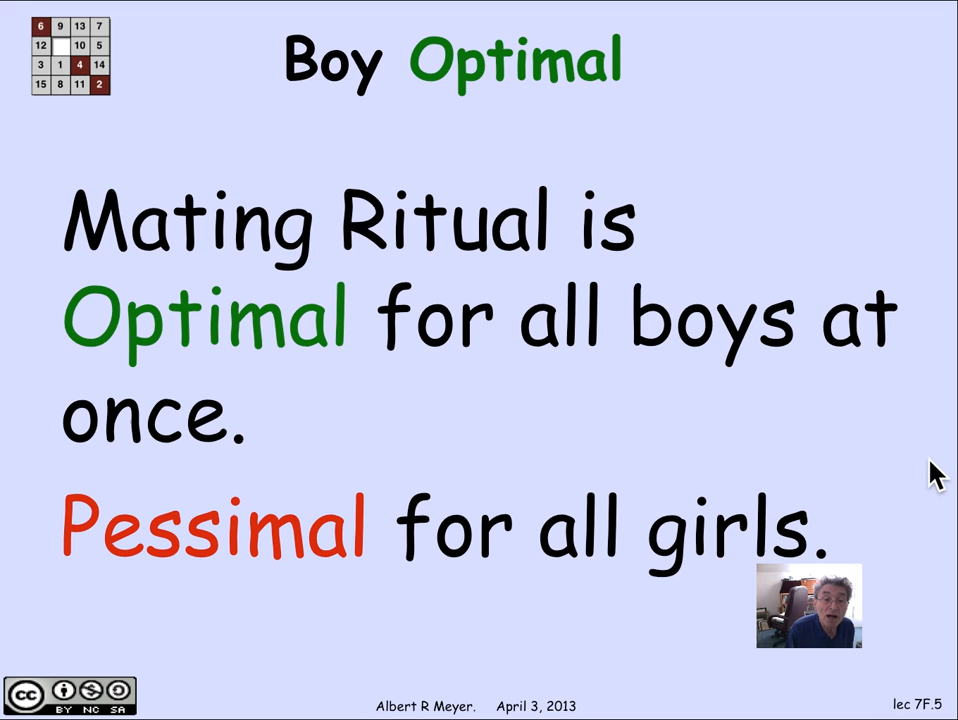 6 9 13 7
12 10 5
3 1 4 14
15 8 11 2
Boy Optimal
Mating Ritual is
Optimal for all boys at
once.
Pessimal for all girls.
cc
BY NC SA
Albert R Meyer. April 3, 2013
lec 7F.5